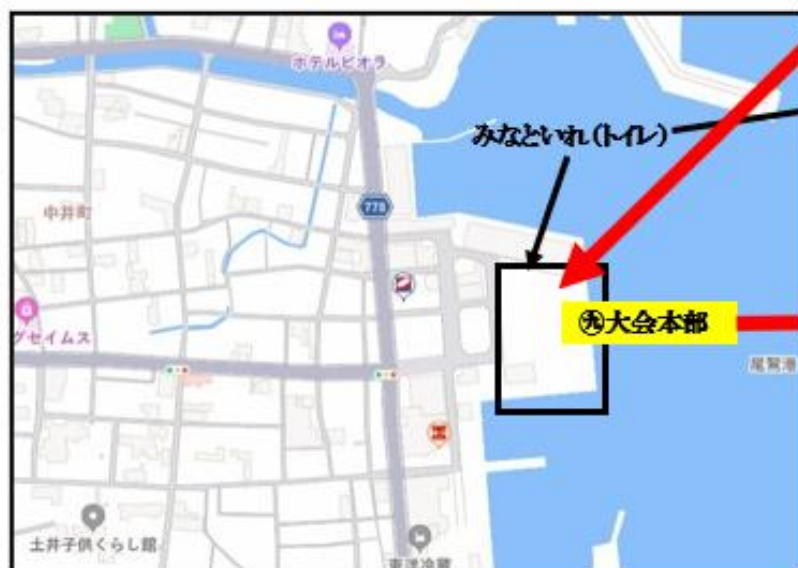 ホテルビオラ
みなといれ(トイレ)
778
中井町
グセイムス
㊈大会本部
尾鷲港
土井子供くらし館
東洋冷蔵